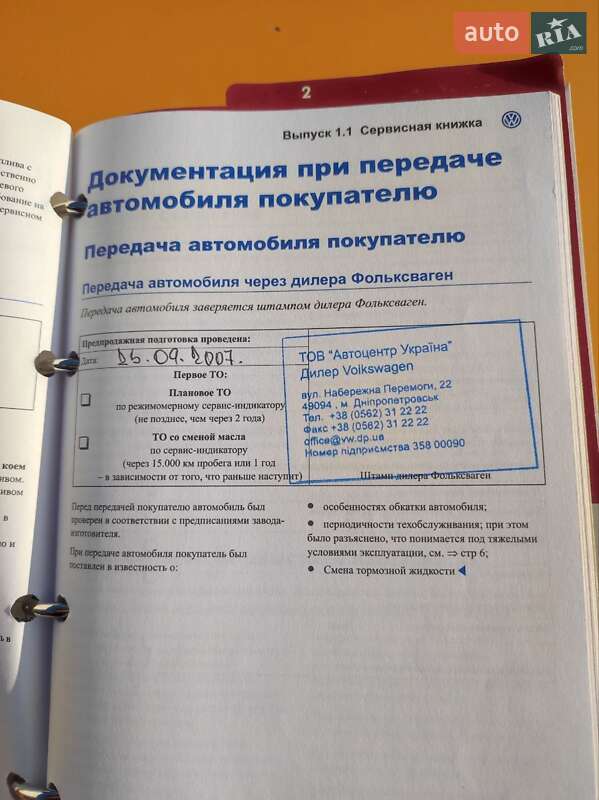 auto RIA .com
2
Выпуск 1.1 Сервисная книжка
Документация при передаче
автомобиля покупателю
Передача автомобиля покупателю
Передача автомобиля через дилера Фольксваген
Передача автомобиля заверяется штампом дилера Фольксваген.
Предпродажная подготовка проведена:
Дата: 26.09.2007.
Первое ТО:
Плановое ТО
по режимомерному сервис-индикатору
(не позднее, чем через 2 года)
ТО со сменой масла
по сервис-индикатору
(через 15.000 км пробега или 1 год
– в зависимости от того, что раньше наступит)
ТОВ "Автоцентр Україна"
Дилер Volkswagen
вул. Набережна Перемоги, 22
49094 , м Дніпропетровськ
Тел. +38 (0562) 31 22 22
Факс +38 (0562) 31 22 22
office@vw.dp.ua
Номер підприємства 358 00090
Штамп дилера Фольксваген
Перед передачей покупателю автомобиль был
проверен в соответствии с предписаниями завода-
изготовителя.
При передаче автомобиля покупатель был
поставлен в известность о:
• особенностях обкатки автомобиля;
• периодичности техобслуживания; при этом
было разъяснено, что понимается под тяжелыми
условиями эксплуатации, см. ⇒ стр 6;
• Смена тормозной жидкости ◀